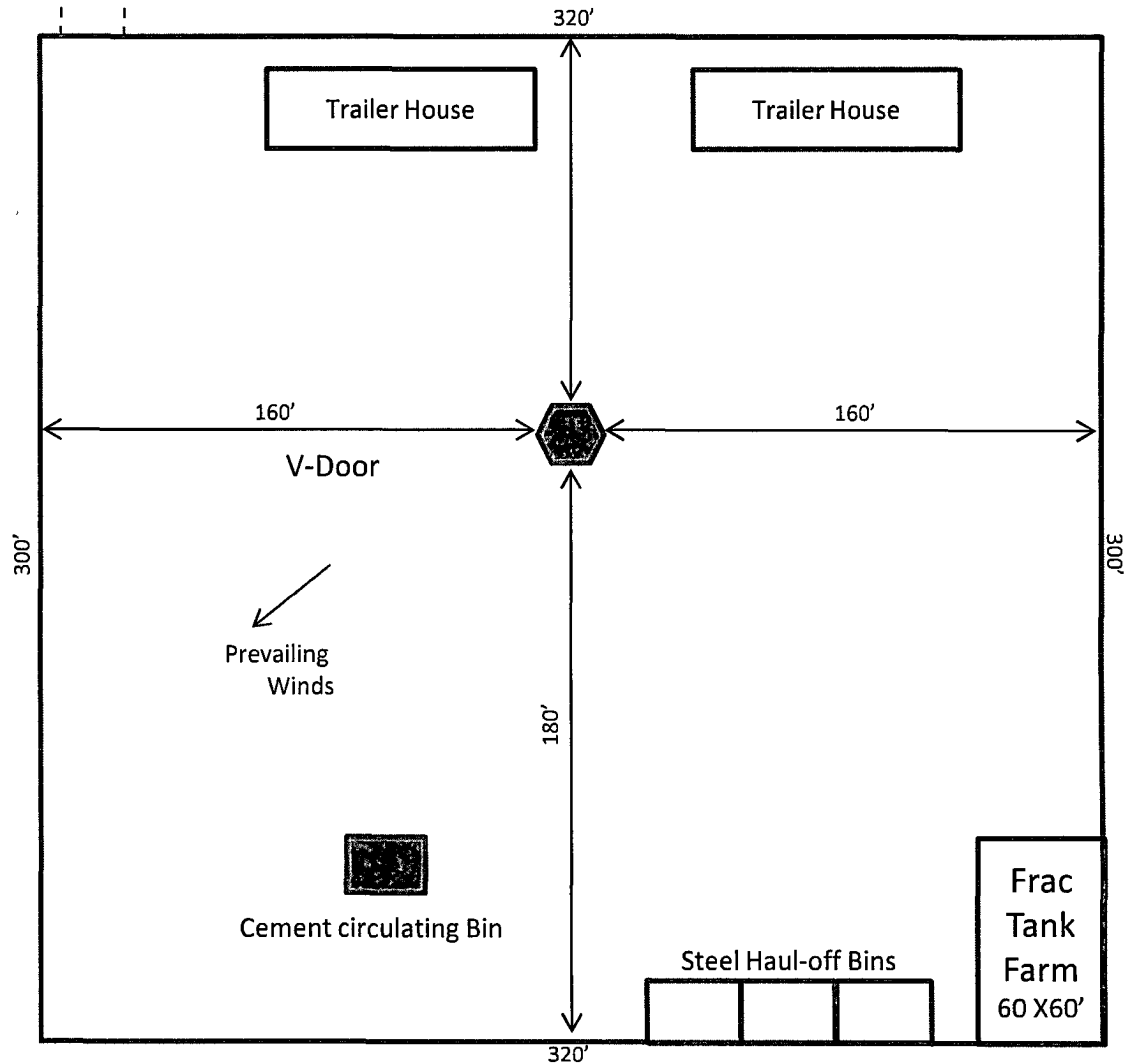 320’
Trailer House
Trailer House
160’
160’
V-Door
300’
300’
Prevailing
Winds
180’
Cement circulating Bin
Frac
Tank
Farm
60 X60’
Steel Haul-off Bins
320’